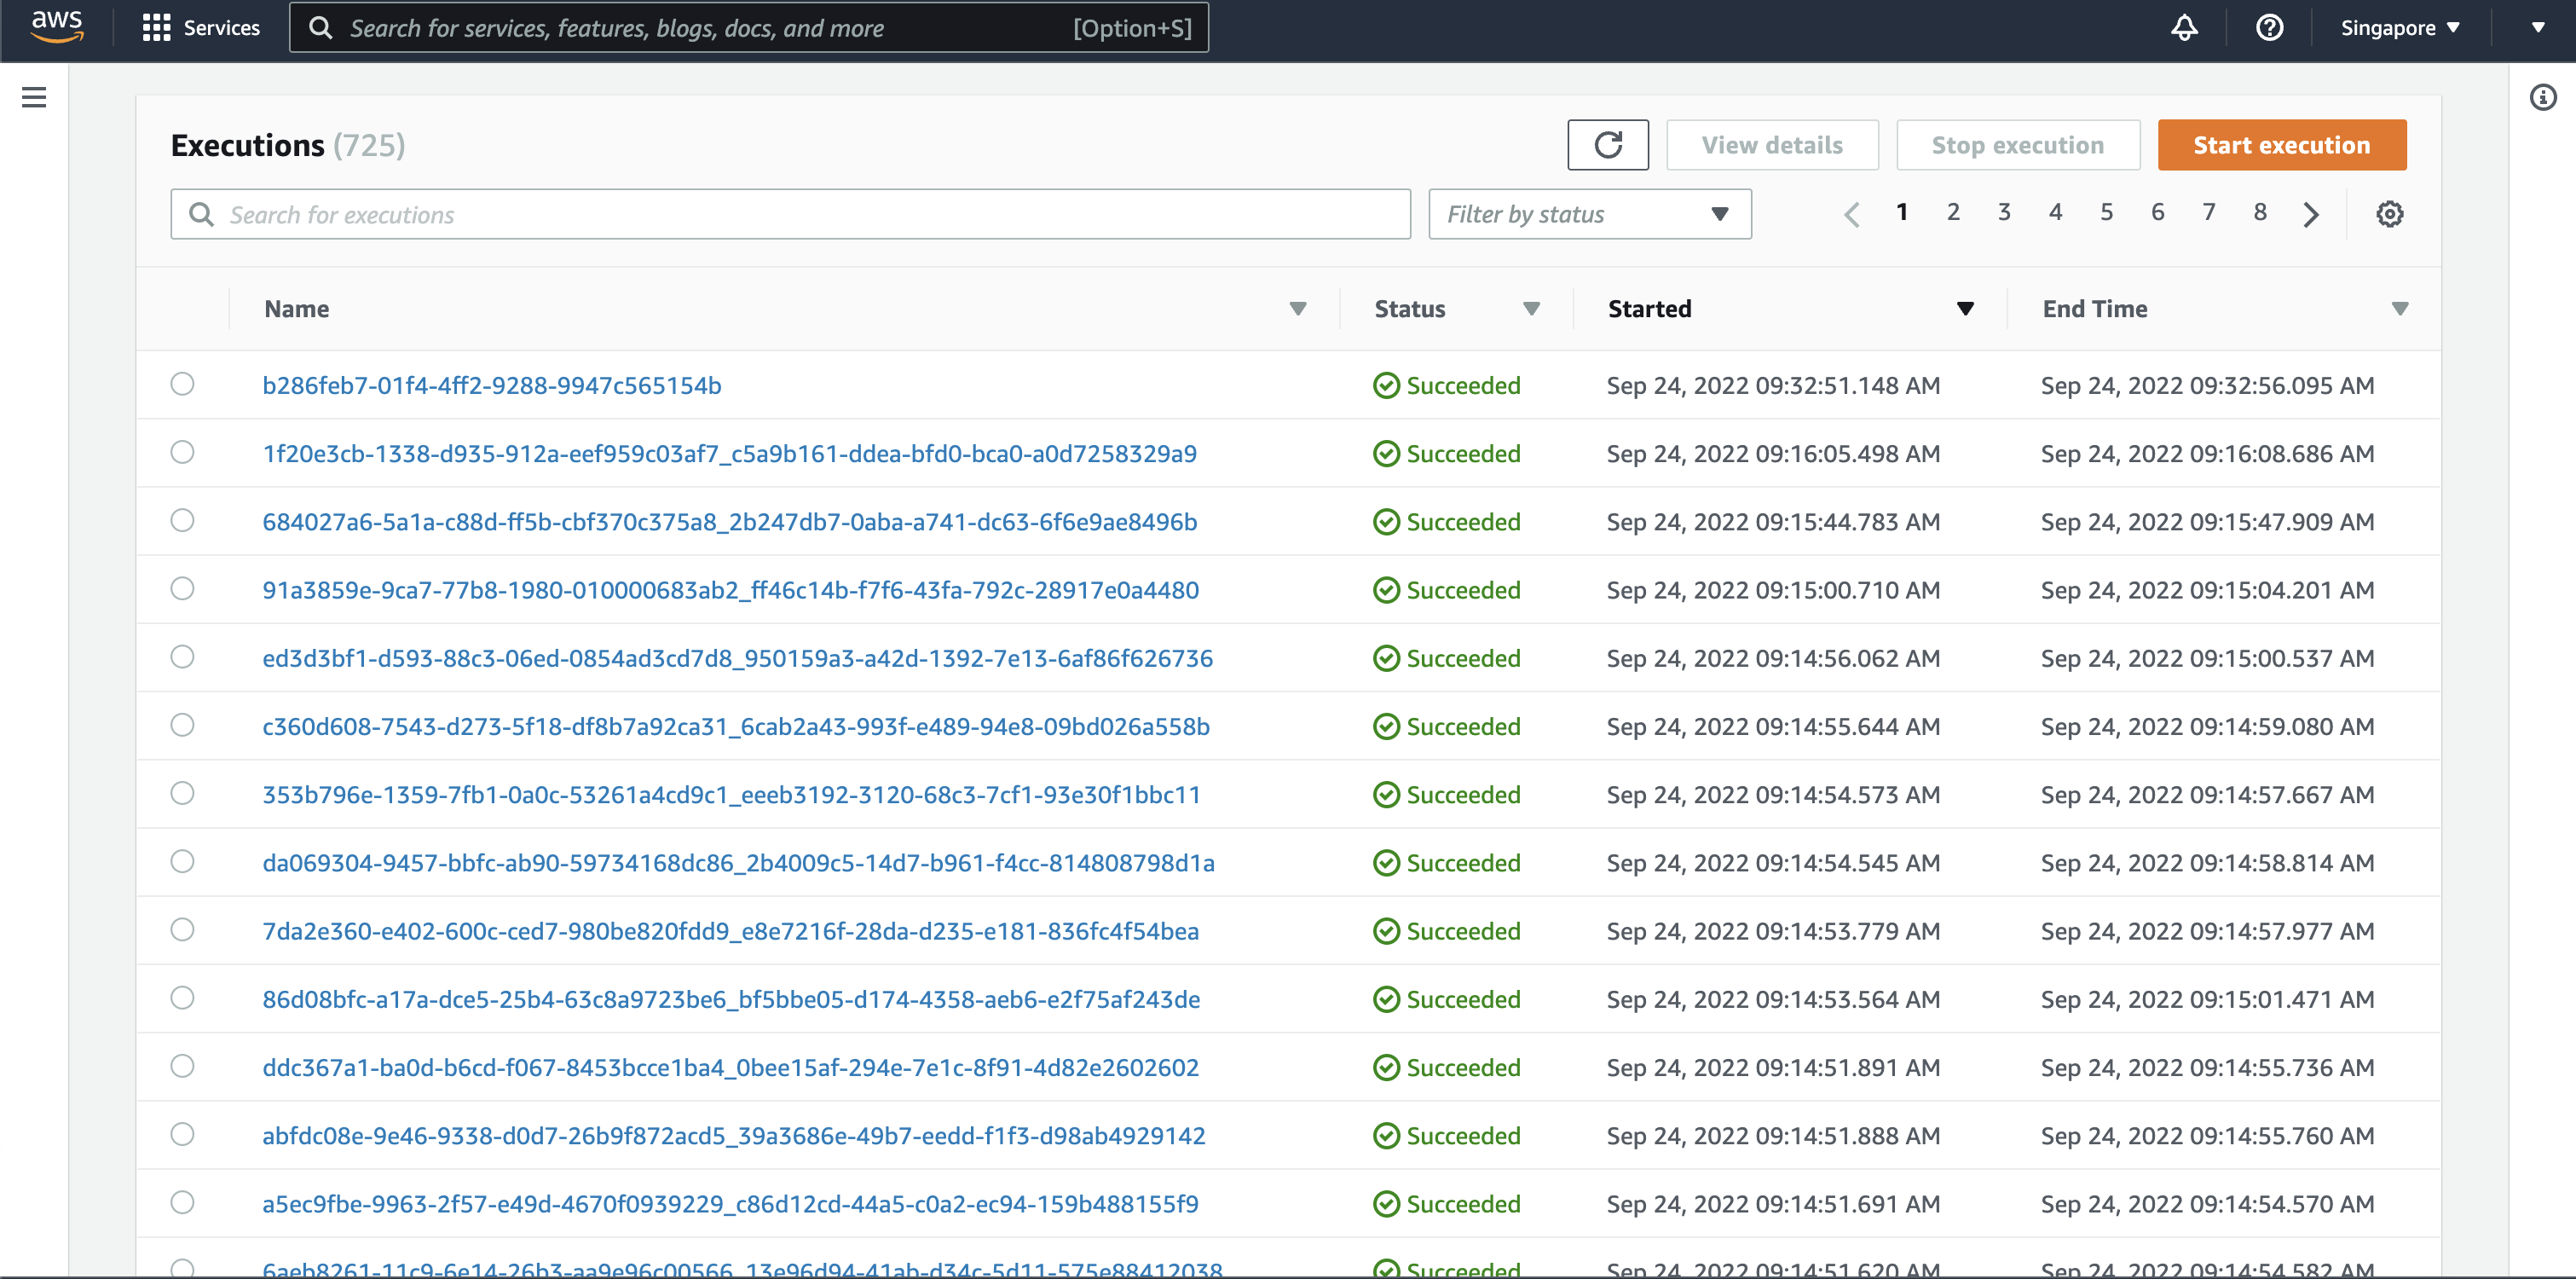 aws Services Search for services, features, blogs, docs, and more [Option+S] Singapore
Executions (725) View details Stop execution Start execution
Search for executions Filter by status 1 2 3 4 5 6 7 8
Name Status Started End Time
b286feb7-01f4-4ff2-9288-9947c565154b Succeeded Sep 24, 2022 09:32:51.148 AM Sep 24, 2022 09:32:56.095 AM
1f20e3cb-1338-d935-912a-eef959c03af7_c5a9b161-ddea-bfd0-bca0-a0d7258329a9 Succeeded Sep 24, 2022 09:16:05.498 AM Sep 24, 2022 09:16:08.686 AM
684027a6-5a1a-c88d-ff5b-cbf370c375a8_2b247db7-0aba-a741-dc63-6f6e9ae8496b Succeeded Sep 24, 2022 09:15:44.783 AM Sep 24, 2022 09:15:47.909 AM
91a3859e-9ca7-77b8-1980-010000683ab2_ff46c14b-f7f6-43fa-792c-28917e0a4480 Succeeded Sep 24, 2022 09:15:00.710 AM Sep 24, 2022 09:15:04.201 AM
ed3d3bf1-d593-88c3-06ed-0854ad3cd7d8_950159a3-a42d-1392-7e13-6af86f626736 Succeeded Sep 24, 2022 09:14:56.062 AM Sep 24, 2022 09:15:00.537 AM
c360d608-7543-d273-5f18-df8b7a92ca31_6cab2a43-993f-e489-94e8-09bd026a558b Succeeded Sep 24, 2022 09:14:55.644 AM Sep 24, 2022 09:14:59.080 AM
353b796e-1359-7fb1-0a0c-53261a4cd9c1_eeeb3192-3120-68c3-7cf1-93e30f1bbc11 Succeeded Sep 24, 2022 09:14:54.573 AM Sep 24, 2022 09:14:57.667 AM
da069304-9457-bbfc-ab90-59734168dc86_2b4009c5-14d7-b961-f4cc-814808798d1a Succeeded Sep 24, 2022 09:14:54.545 AM Sep 24, 2022 09:14:58.814 AM
7da2e360-e402-600c-ced7-980be820fdd9_e8e7216f-28da-d235-e181-836fc4f54bea Succeeded Sep 24, 2022 09:14:53.779 AM Sep 24, 2022 09:14:57.977 AM
86d08bfc-a17a-dce5-25b4-63c8a9723be6_bf5bbe05-d174-4358-aeb6-e2f75af243de Succeeded Sep 24, 2022 09:14:53.564 AM Sep 24, 2022 09:15:01.471 AM
ddc367a1-ba0d-b6cd-f067-8453bcce1ba4_0bee15af-294e-7e1c-8f91-4d82e2602602 Succeeded Sep 24, 2022 09:14:51.891 AM Sep 24, 2022 09:14:55.736 AM
abfdc08e-9e46-9338-d0d7-26b9f872acd5_39a3686e-49b7-eedd-f1f3-d98ab4929142 Succeeded Sep 24, 2022 09:14:51.888 AM Sep 24, 2022 09:14:55.760 AM
a5ec9fbe-9963-2f57-e49d-4670f0939229_c86d12cd-44a5-c0a2-ec94-159b488155f9 Succeeded Sep 24, 2022 09:14:51.691 AM Sep 24, 2022 09:14:54.570 AM
6aeb8261-11c9-6e14-26b3-aa9e96c00566_13e96d94-41ab-d34c-5d11-575e88412038 Succeeded Sep 24, 2022 09:14:51.620 AM Sep 24, 2022 09:14:54.582 AM